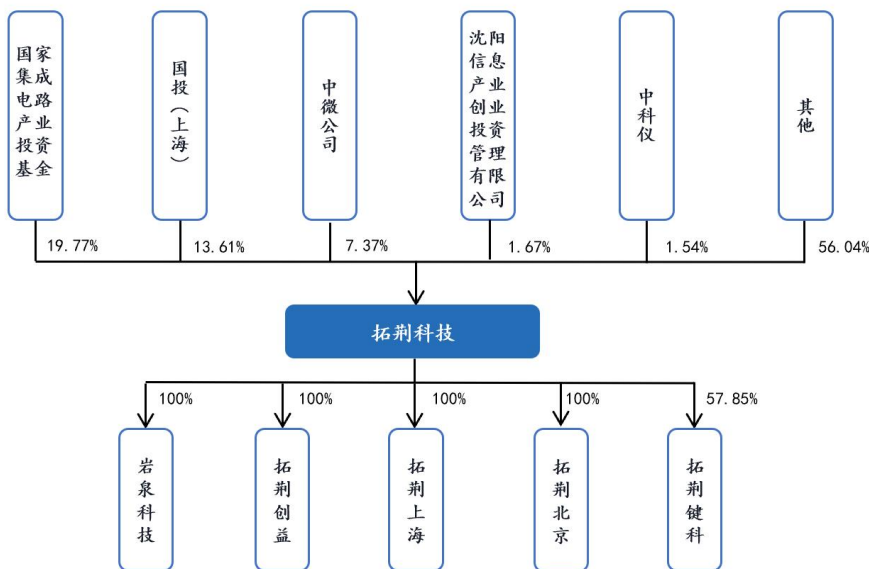 国家集成电路产业投资基金
国投（上海）
中微公司
沈阳信息产业创业投资管理有限公司
中科仪
其他
19.77%
13.61%
7.37%
1.67%
1.54%
56.04%
拓荆科技
100%
100%
100%
100%
57.85%
岩泉科技
拓荆创益
拓荆上海
拓荆北京
拓荆键科